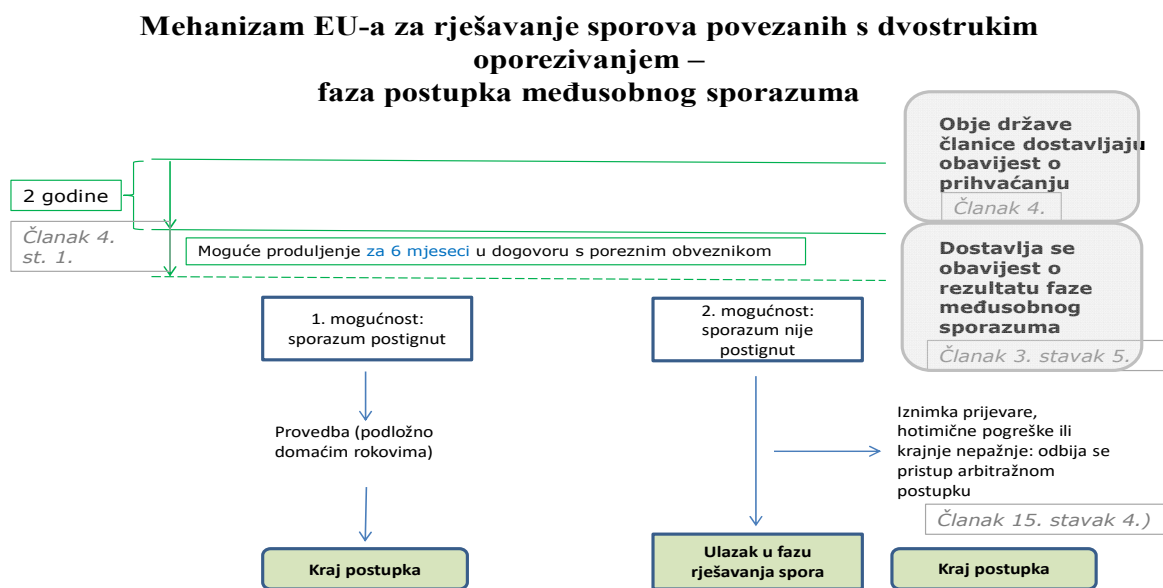 Mehanizam EU-a za rješavanje sporova povezanih s dvostrukim
oporezivanjem –
faza postupka međusobnog sporazuma
Obje države
članice dostavljaju
obavijest o
prihvaćanju
Članak 4.
2 godine
Članak 4.
st. 1.
Moguće produljenje za 6 mjeseci u dogovoru s poreznim obveznikom
Dostavlja se
obavijest o
rezultatu faze
međusobnog
sporazuma
Članak 3. stavak 5.
1. mogućnost:
sporazum postignut
2. mogućnost:
sporazum nije
postignut
Provedba (podložno
domaćim rokovima)
Iznimka prijevare,
hotimične pogreške ili
krajnje nepažnje: odbija se
pristup arbitražnom
postupku
Članak 15. stavak 4.)
Kraj postupka
Ulazak u fazu
rješavanja spora
Kraj postupka